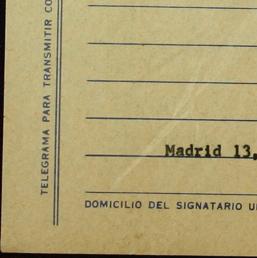 TELEGRAMA PARA TRANSMITIR CO
Madrid 13,
DOMICILIO DEL SIGNATARIO U